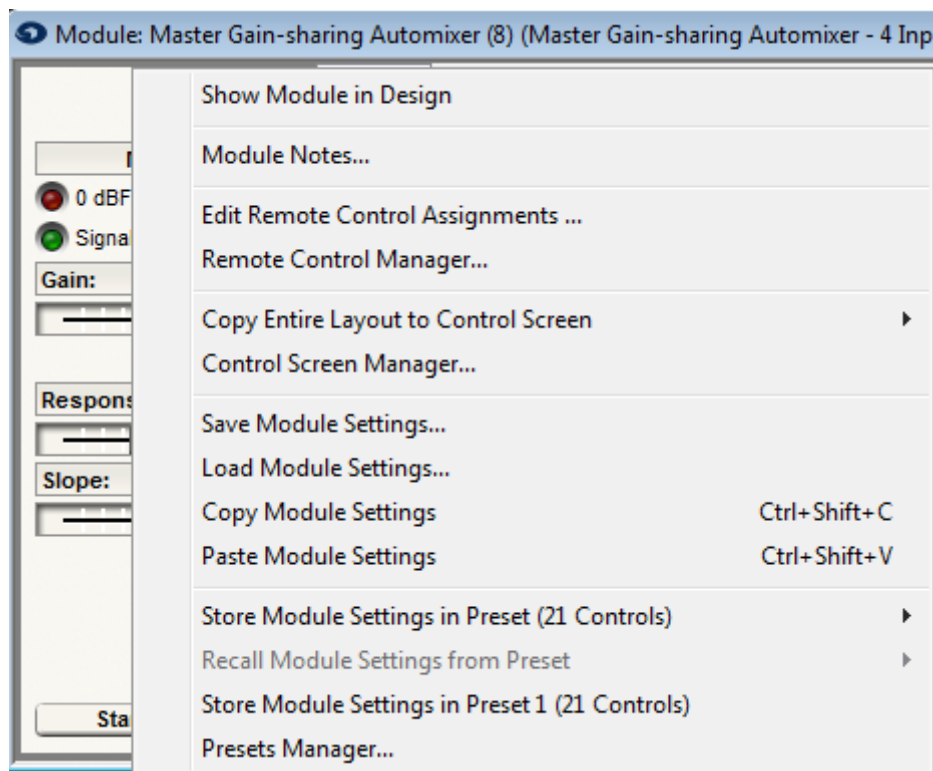 Module: Master Gain-sharing Automixer (8) (Master Gain-sharing Automixer - 4 Inp
Show Module in Design
Module Notes...
0 dBF
Edit Remote Control Assignments ...
Signal
Remote Control Manager...
Gain:
Copy Entire Layout to Control Screen
Control Screen Manager...
Respons
Save Module Settings...
Load Module Settings...
Slope:
Copy Module Settings Ctrl+Shift+C
Paste Module Settings Ctrl+Shift+V
Store Module Settings in Preset (21 Controls)
Recall Module Settings from Preset
Store Module Settings in Preset 1 (21 Controls)
Sta
Presets Manager...